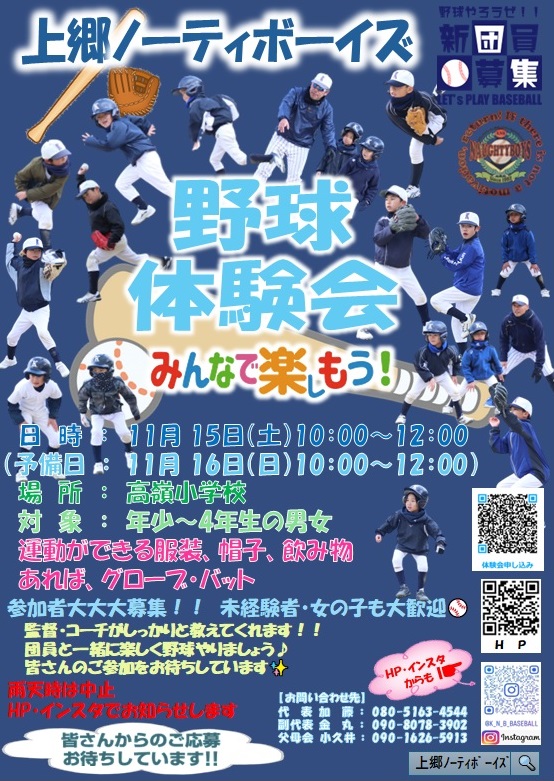 上郷ノーティボーイズ
野球やろうぜ！！
新団員
募集
LET's PLAY BASEBALL
NAUGHTYBOYS
野球
体験会
みんなで楽しもう！
日 時 ： 11月 15日(土)10：00～12：00
（予備日 ： 11月 16日(日)10：00～12：00）
場 所 ： 高嶺小学校
対 象 ： 年少～4年生の男女
運動ができる服装、帽子、飲み物
あれば、グローブ・バット
参加者大大大募集！！ 未経験者・女の子も大歓迎
監督・コーチがしっかりと教えてくれます！！
団員と一緒に楽しく野球やりましょう♪
皆さんのご参加をお待ちしています✨
雨天時は中止
HP・インスタでお知らせします
皆さんからのご応募
お待ちしています!!
体験会申し込み
H P
@K_N_B_BASEBALL
Instagram
HP・インスタ
からも
【お問い合わせ先】
代 表 加 藤 ： 080-5163-4544
副代表 金 丸 ： 090-8078-3902
父母会 小久井 ： 090-1626-5913
上郷ノーティボーイズ